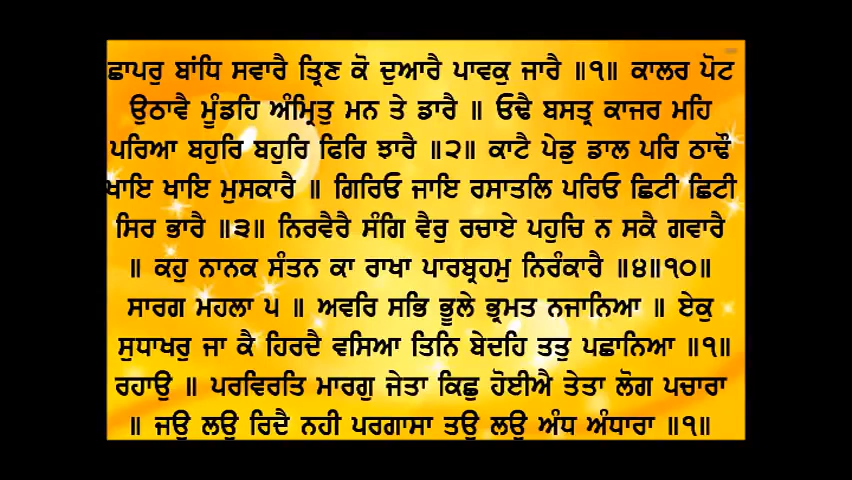 ਛਾਪਰੁ ਬਾਂਧਿ ਸਵਾਰੈ ਤ੍ਰਿਣ ਕੋ ਦੁਆਰੈ ਪਾਵਕੁ ਜਾਰੈ ॥੧॥ ਕਾਲਰ ਪੋਟ
ਉਠਾਵੈ ਮੂੰਡਹਿ ਅੰਮ੍ਰਿਤੁ ਮਨ ਤੇ ਡਾਰੈ ॥ ਓਢੈ ਬਸਤ੍ਰ ਕਾਜਰ ਮਹਿ
ਪਰਿਆ ਬਹੁਰਿ ਬਹੁਰਿ ਫਿਰਿ ਝਾਰੈ ॥੨॥ ਕਾਟੈ ਪੇਡੁ ਡਾਲ ਪਰਿ ਠਾਢੌ
ਖਾਇ ਖਾਇ ਮੁਸਕਾਰੈ ॥ ਗਿਰਿਓ ਜਾਇ ਰਸਾਤਲਿ ਪਰਿਓ ਛਿਟੀ ਛਿਟੀ
ਸਿਰ ਭਾਰੈ ॥੩॥ ਨਿਰਵੈਰੈ ਸੰਗਿ ਵੈਰੁ ਰਚਾਏ ਪਹੁਚਿ ਨ ਸਕੈ ਗਵਾਰੈ
॥ ਕਹੁ ਨਾਨਕ ਸੰਤਨ ਕਾ ਰਾਖਾ ਪਾਰਬ੍ਰਹਮੁ ਨਿਰੰਕਾਰੈ ॥੪॥੧੦॥
ਸਾਰਗ ਮਹਲਾ ੫ ॥ ਅਵਰਿ ਸਭਿ ਭੂਲੇ ਭ੍ਰਮਤ ਨਜਾਨਿਆ ॥ ਏਕੁ
ਸੁਧਾਖਰੁ ਜਾ ਕੈ ਹਿਰਦੈ ਵਸਿਆ ਤਿਨਿ ਬੇਦਹਿ ਤਤੁ ਪਛਾਨਿਆ ॥੧॥
ਰਹਾਉ ॥ ਪਰਵਿਰਤਿ ਮਾਰਗੁ ਜੇਤਾ ਕਿਛੁ ਹੋਈਐ ਤੇਤਾ ਲੋਗ ਪਚਾਰਾ
॥ ਜਉ ਲਉ ਰਿਦੈ ਨਹੀ ਪਰਗਾਸਾ ਤਉ ਲਉ ਅੰਧ ਅੰਧਾਰਾ ॥੧॥